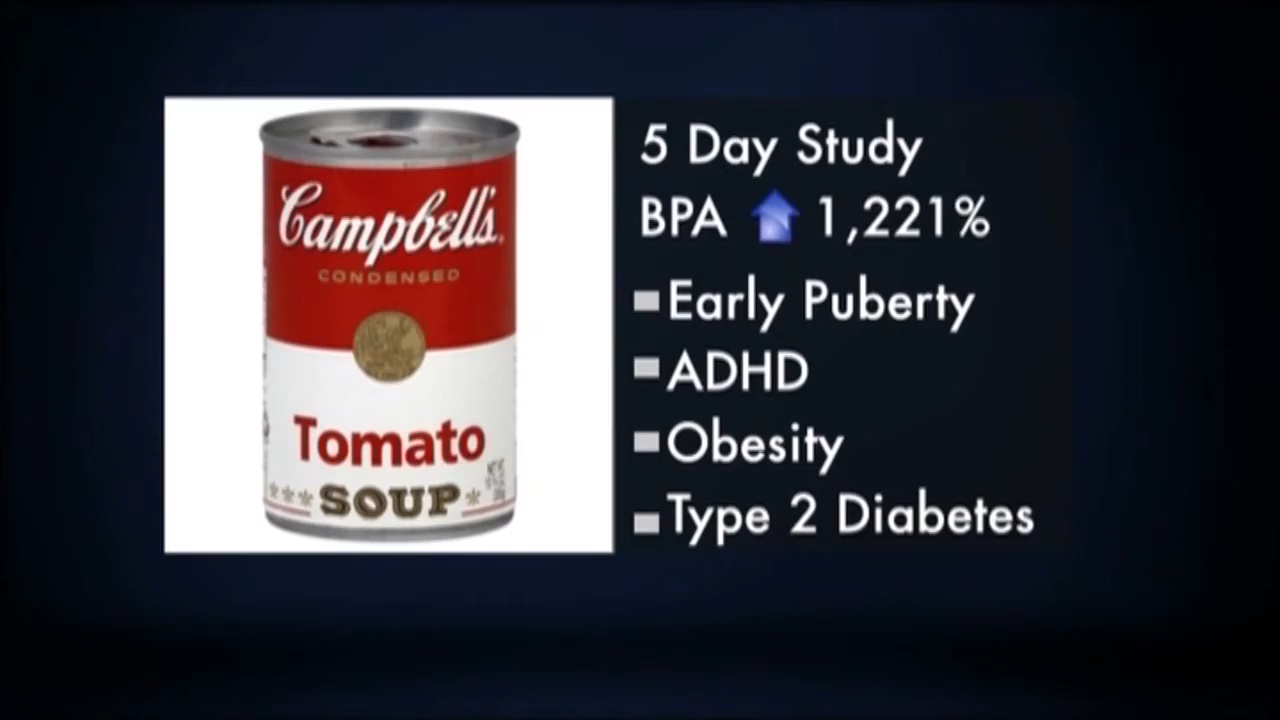 Campbell's
CONDENSED
Tomato
SOUP
5 Day Study
BPA 1,221%
Early Puberty
ADHD
Obesity
Type 2 Diabetes